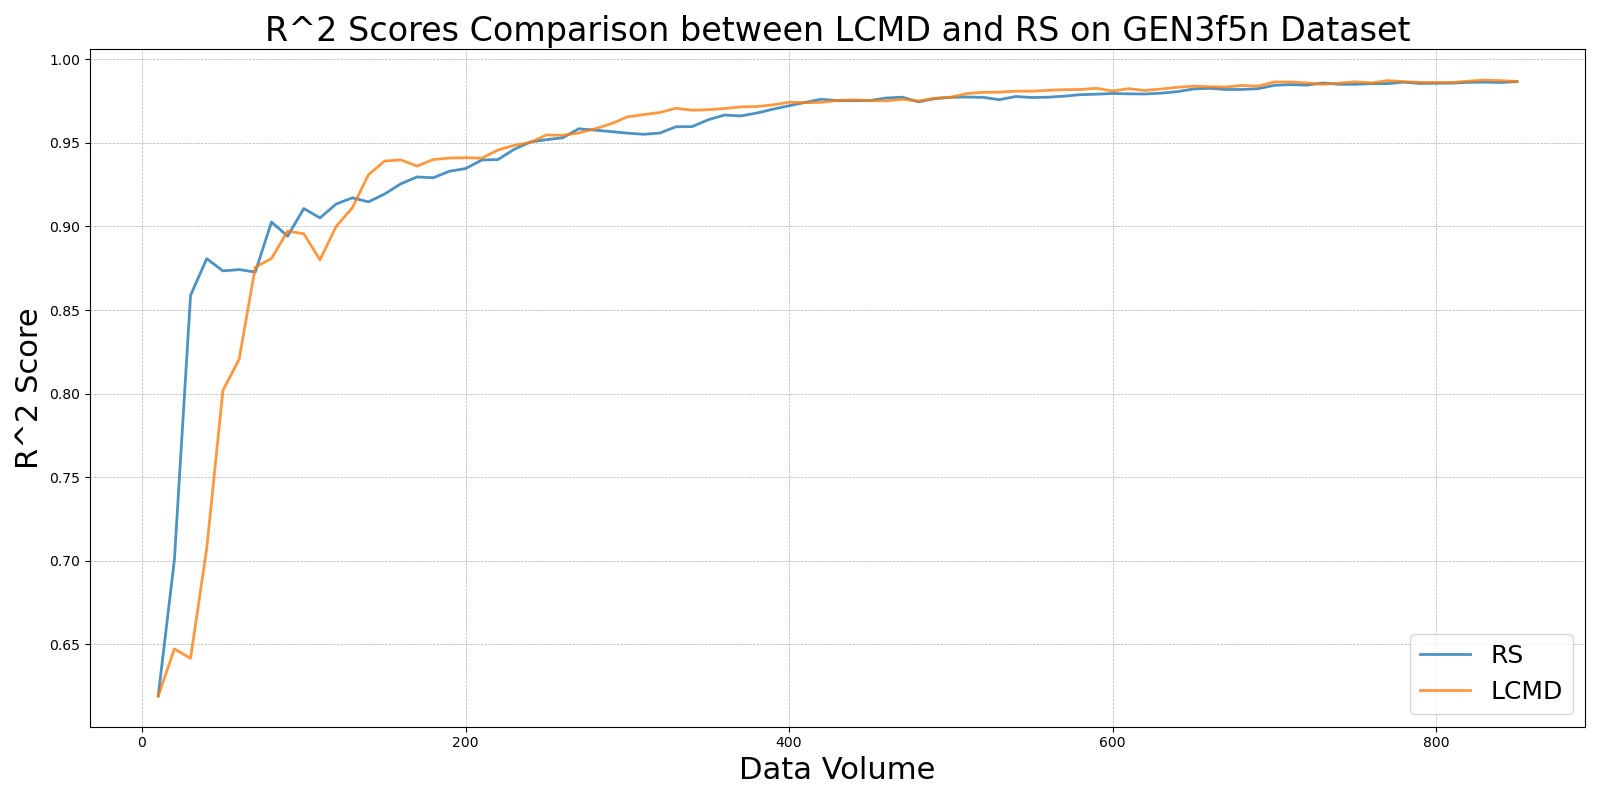 R^2 Scores Comparison between LCMD and RS on GEN3f5n Dataset
R^2 Score
1.00
0.95
0.90
0.85
0.80
0.75
0.70
0.65
0 200 400 600 800
Data Volume
RS
LCMD